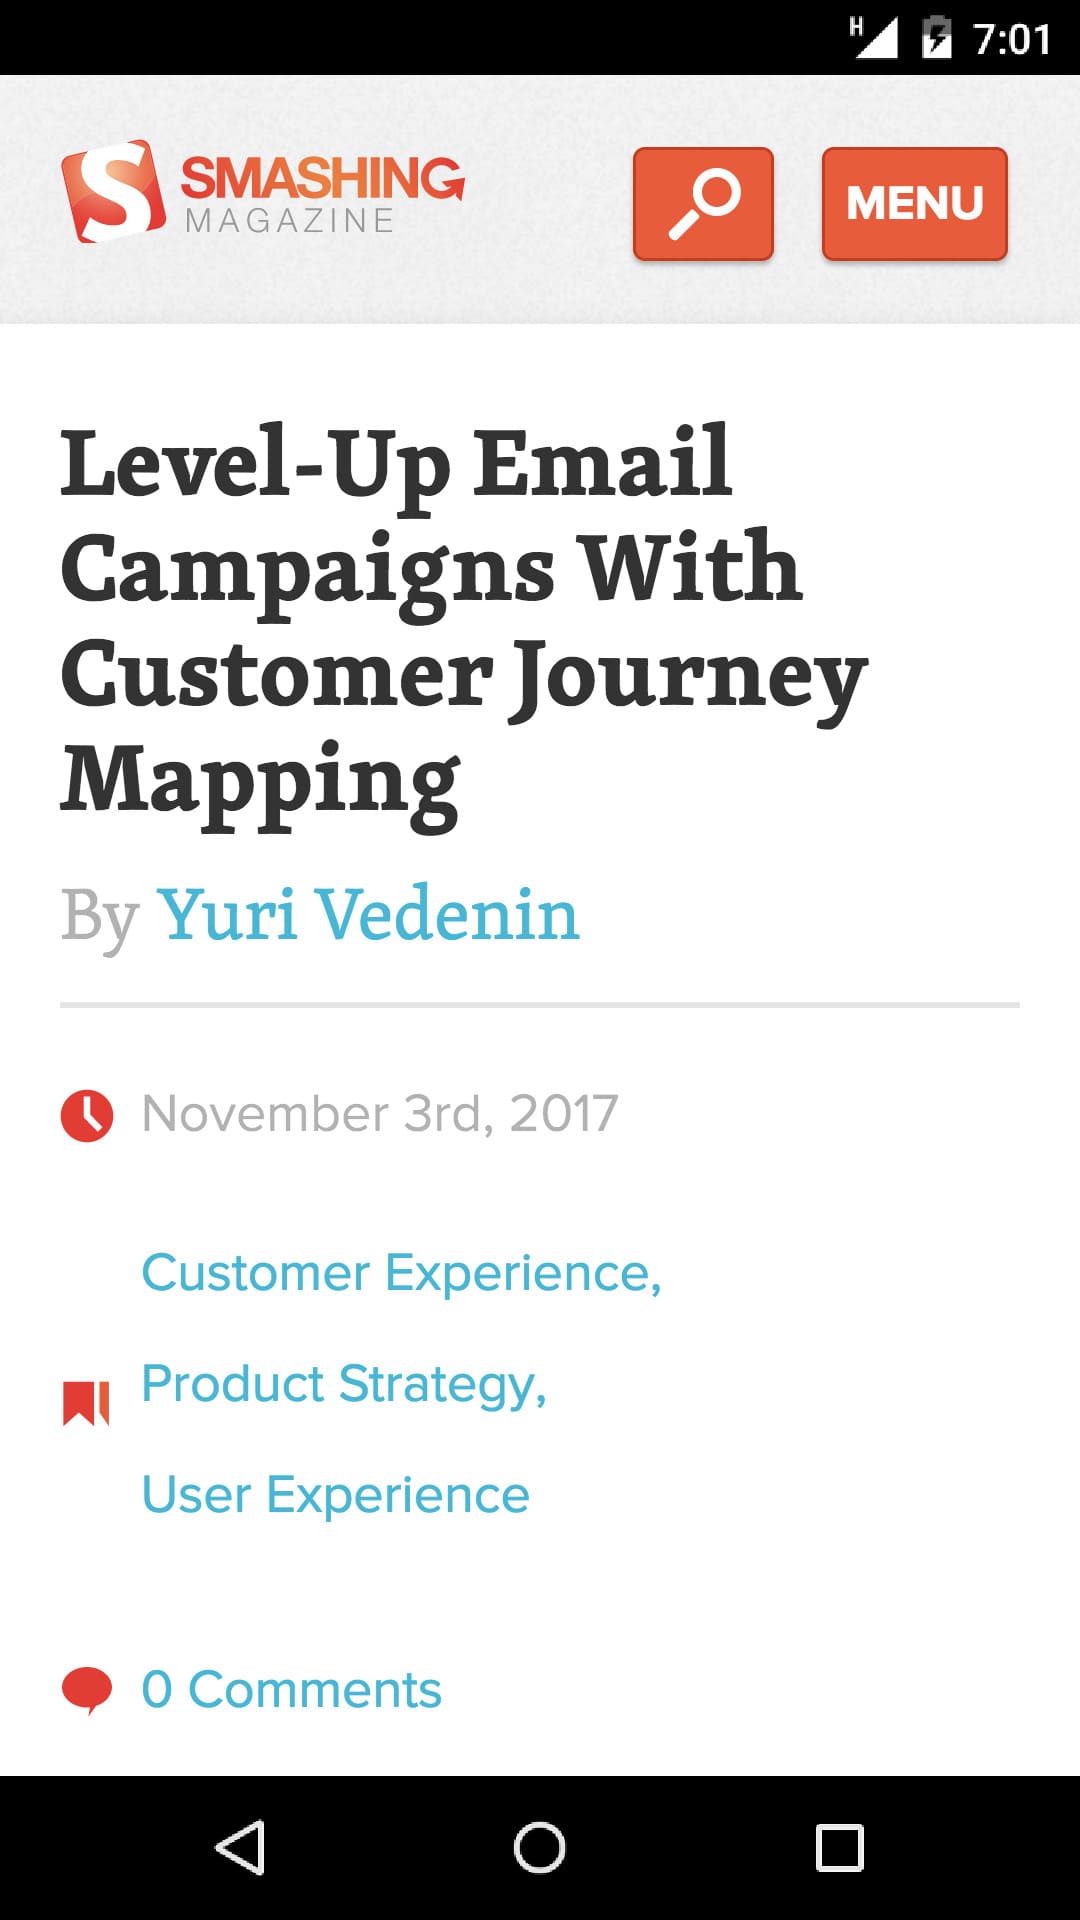 H 7:01
SMASHING
MAGAZINE
MENU
Level-Up Email
Campaigns With
Customer Journey
Mapping
By Yuri Vedenin
November 3rd, 2017
Customer Experience,
Product Strategy,
User Experience
0 Comments